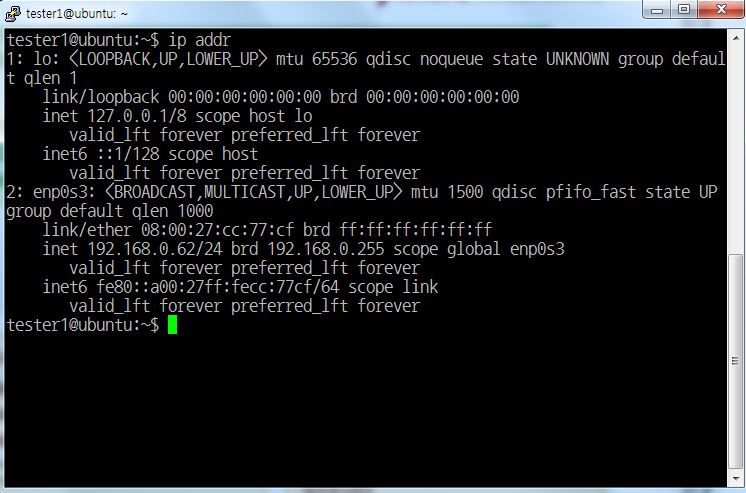 tester1@ubuntu: ~
tester1@ubuntu:~$ ip addr
1: lo: <LOOPBACK,UP,LOWER_UP> mtu 65536 qdisc noqueue state UNKNOWN group defaul
t qlen 1
    link/loopback 00:00:00:00:00:00 brd 00:00:00:00:00:00
    inet 127.0.0.1/8 scope host lo
       valid_lft forever preferred_lft forever
    inet6 ::1/128 scope host
       valid_lft forever preferred_lft forever
2: enp0s3: <BROADCAST,MULTICAST,UP,LOWER_UP> mtu 1500 qdisc pfifo_fast state UP
group default qlen 1000
    link/ether 08:00:27:cc:77:cf brd ff:ff:ff:ff:ff:ff
    inet 192.168.0.62/24 brd 192.168.0.255 scope global enp0s3
       valid_lft forever preferred_lft forever
    inet6 fe80::a00:27ff:fecc:77cf/64 scope link
       valid_lft forever preferred_lft forever
tester1@ubuntu:~$